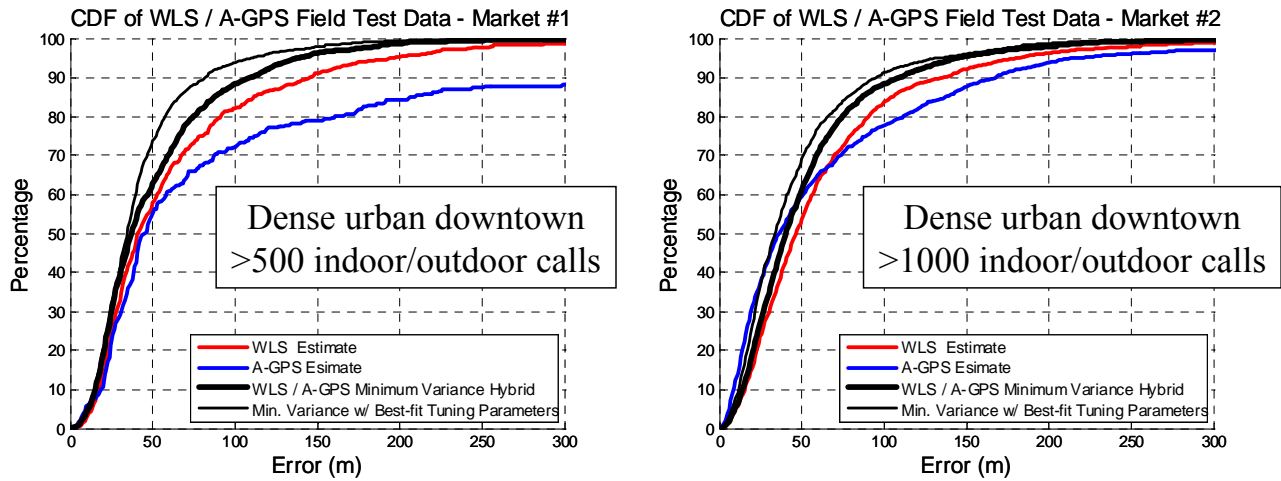 CDF of WLS / A-GPS Field Test Data - Market #1
100
90
80
70
60
50
40
30
20
10
0
Percentage
Dense urban downtown
>500 indoor/outdoor calls
WLS Estimate
A-GPS Esimate
WLS / A-GPS Minimum Variance Hybrid
Min. Variance w/ Best-fit Tuning Parameters
0 50 100 150 200 250 300
Error (m)
CDF of WLS / A-GPS Field Test Data - Market #2
100
90
80
70
60
50
40
30
20
10
0
Percentage
Dense urban downtown
>1000 indoor/outdoor calls
WLS Estimate
A-GPS Esimate
WLS / A-GPS Minimum Variance Hybrid
Min. Variance w/ Best-fit Tuning Parameters
0 50 100 150 200 250 300
Error (m)